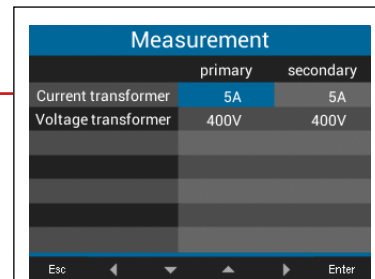 Measurement
primary secondary
Current transformer 5A 5A
Voltage transformer 400V 400V
Esc Enter